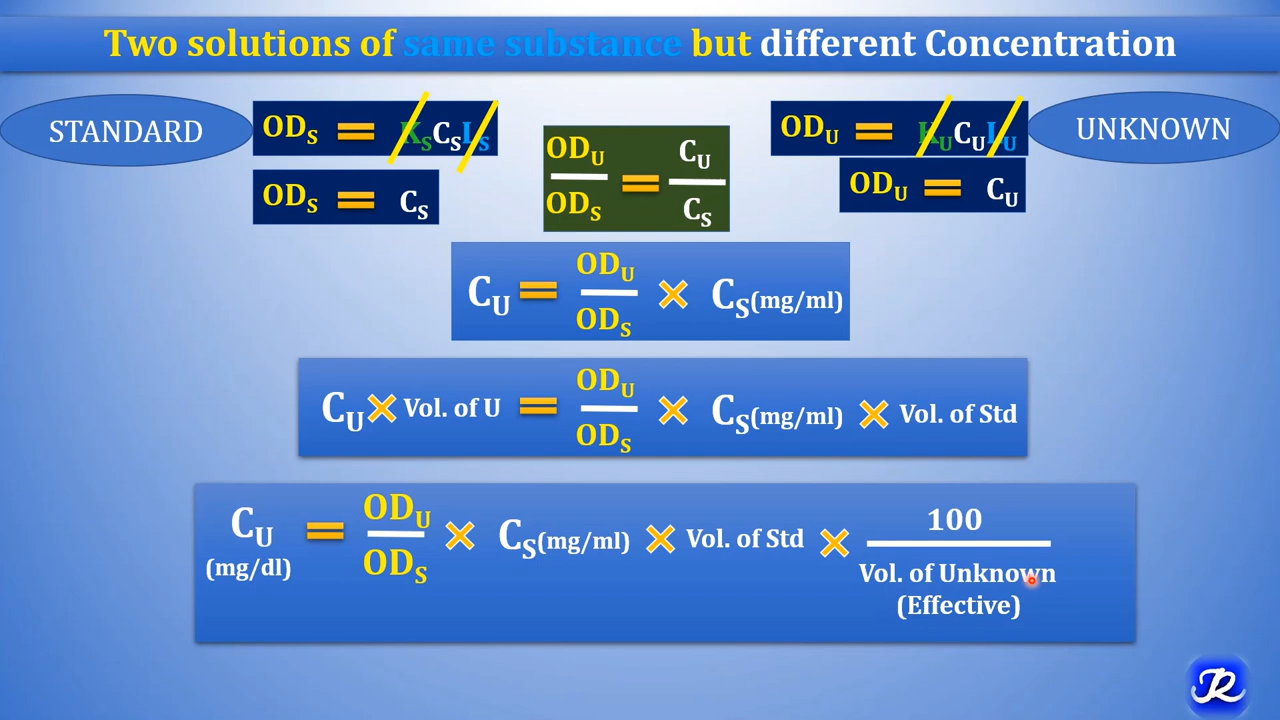 Two solutions of same substance but different Concentration
STANDARD
OD_S = K_S C_S L_S
OD_S = C_S
OD_U / OD_S = C_U / C_S
OD_U = K_U C_U L_U
OD_U = C_U
UNKNOWN
C_U = OD_U / OD_S × C_S(mg/ml)
C_U × Vol. of U = OD_U / OD_S × C_S(mg/ml) × Vol. of Std
C_U (mg/dl) = OD_U / OD_S × C_S(mg/ml) × Vol. of Std × 100 / Vol. of Unknown (Effective)
JR